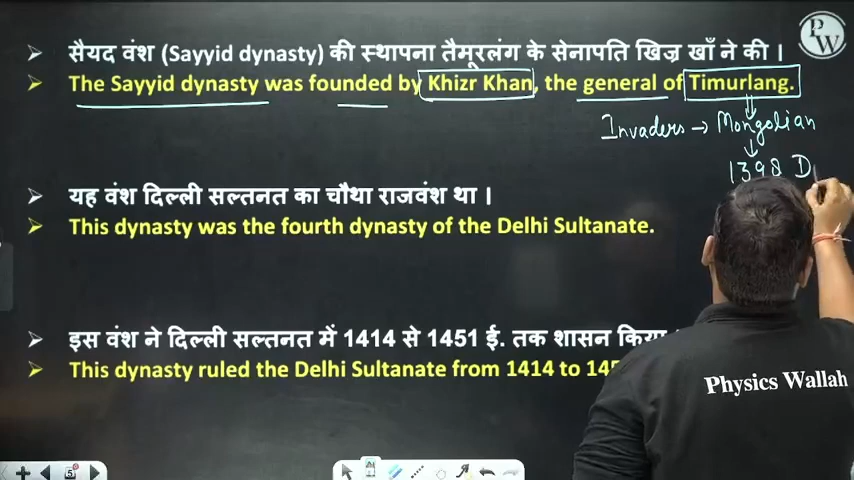 सैयद वंश (Sayyid dynasty) की स्थापना तैमूरलंग के सेनापति खिज्र खाँ ने की ।
The Sayyid dynasty was founded by Khizr Khan, the general of Timurlang.
Invaders → Mongolian
1398 D
यह वंश दिल्ली सल्तनत का चौथा राजवंश था ।
This dynasty was the fourth dynasty of the Delhi Sultanate.
इस वंश ने दिल्ली सल्तनत में 1414 से 1451 ई. तक शासन किया
This dynasty ruled the Delhi Sultanate from 1414 to 145
Physics Wallah
PW
5